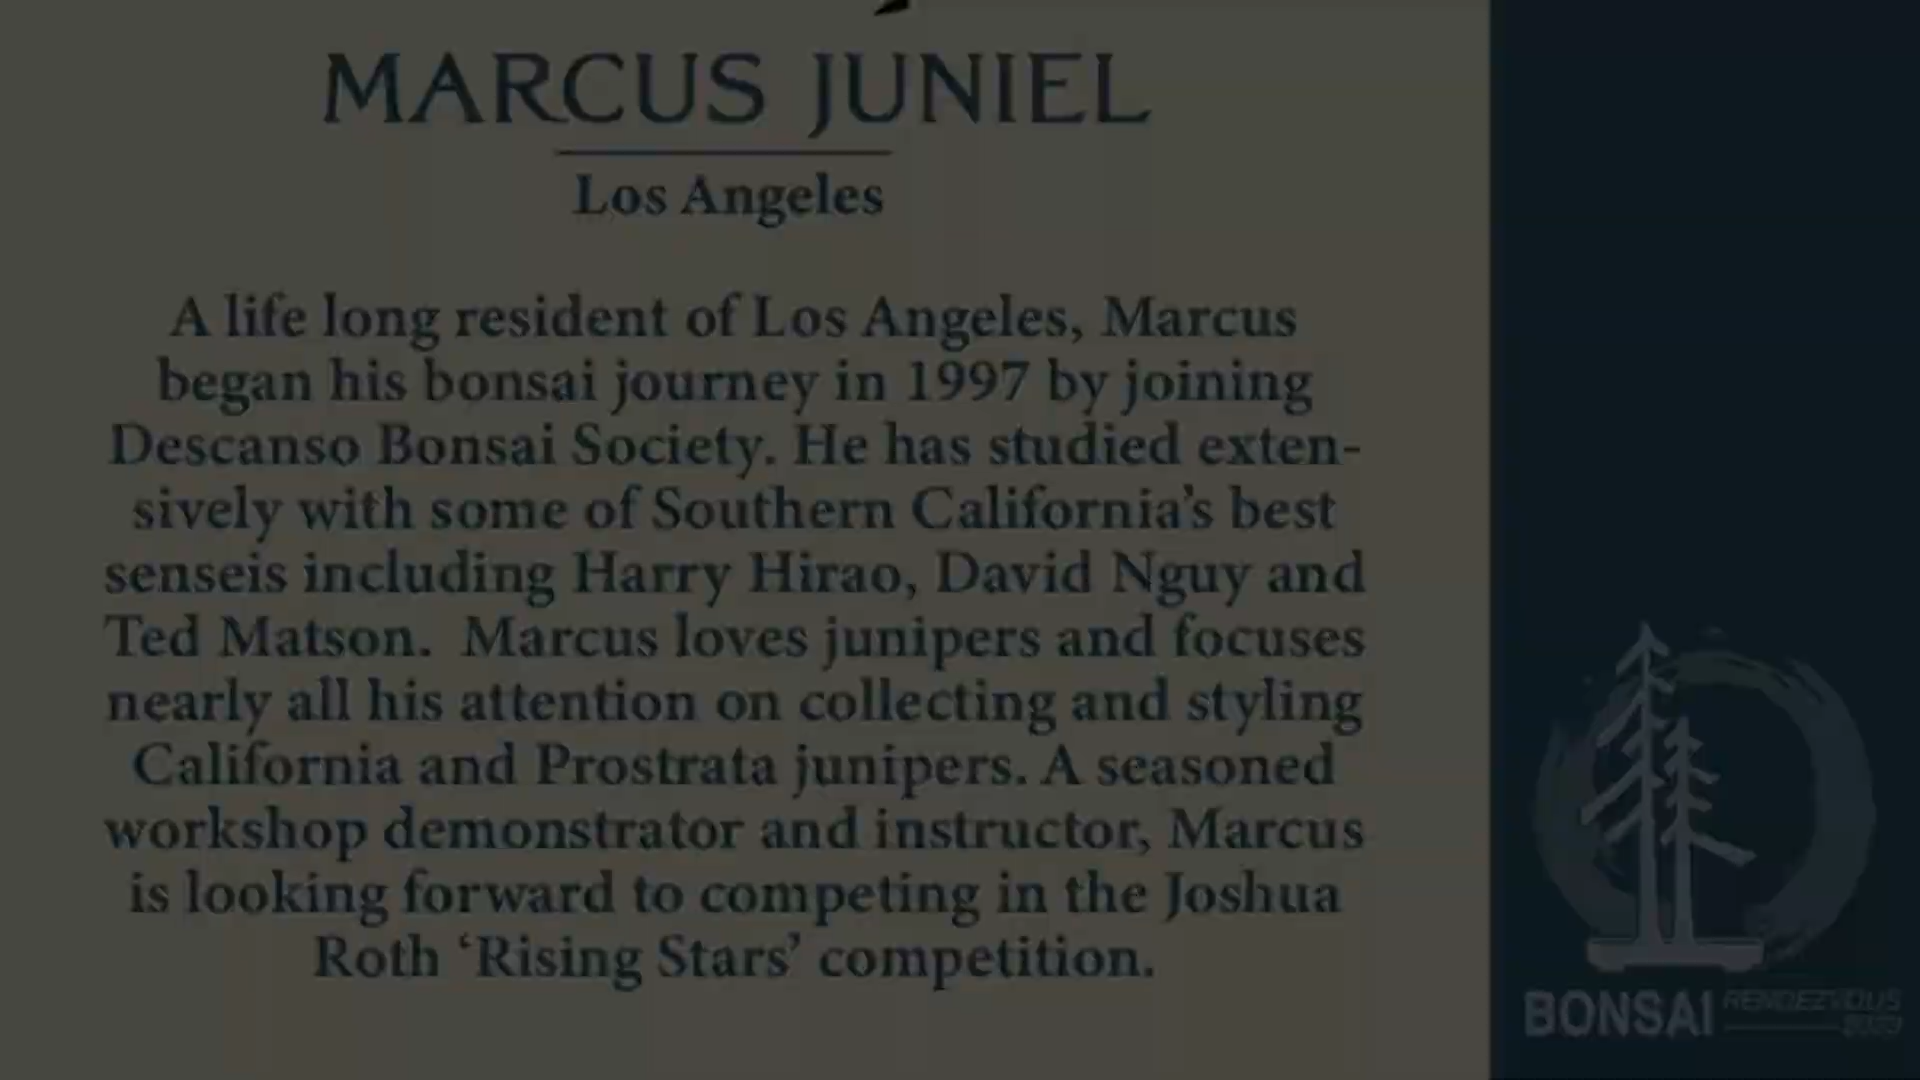 MARCUS JUNIEL
Los Angeles
A life long resident of Los Angeles, Marcus
began his bonsai journey in 1997 by joining
Descanso Bonsai Society. He has studied exten-
sively with some of Southern California’s best
senseis including Harry Hirao, David Nguy and
Ted Matson. Marcus loves junipers and focuses
nearly all his attention on collecting and styling
California and Prostrata junipers. A seasoned
workshop demonstrator and instructor, Marcus
is looking forward to competing in the Joshua
Roth ‘Rising Stars’ competition.
BONSAI RENDEZVOUS